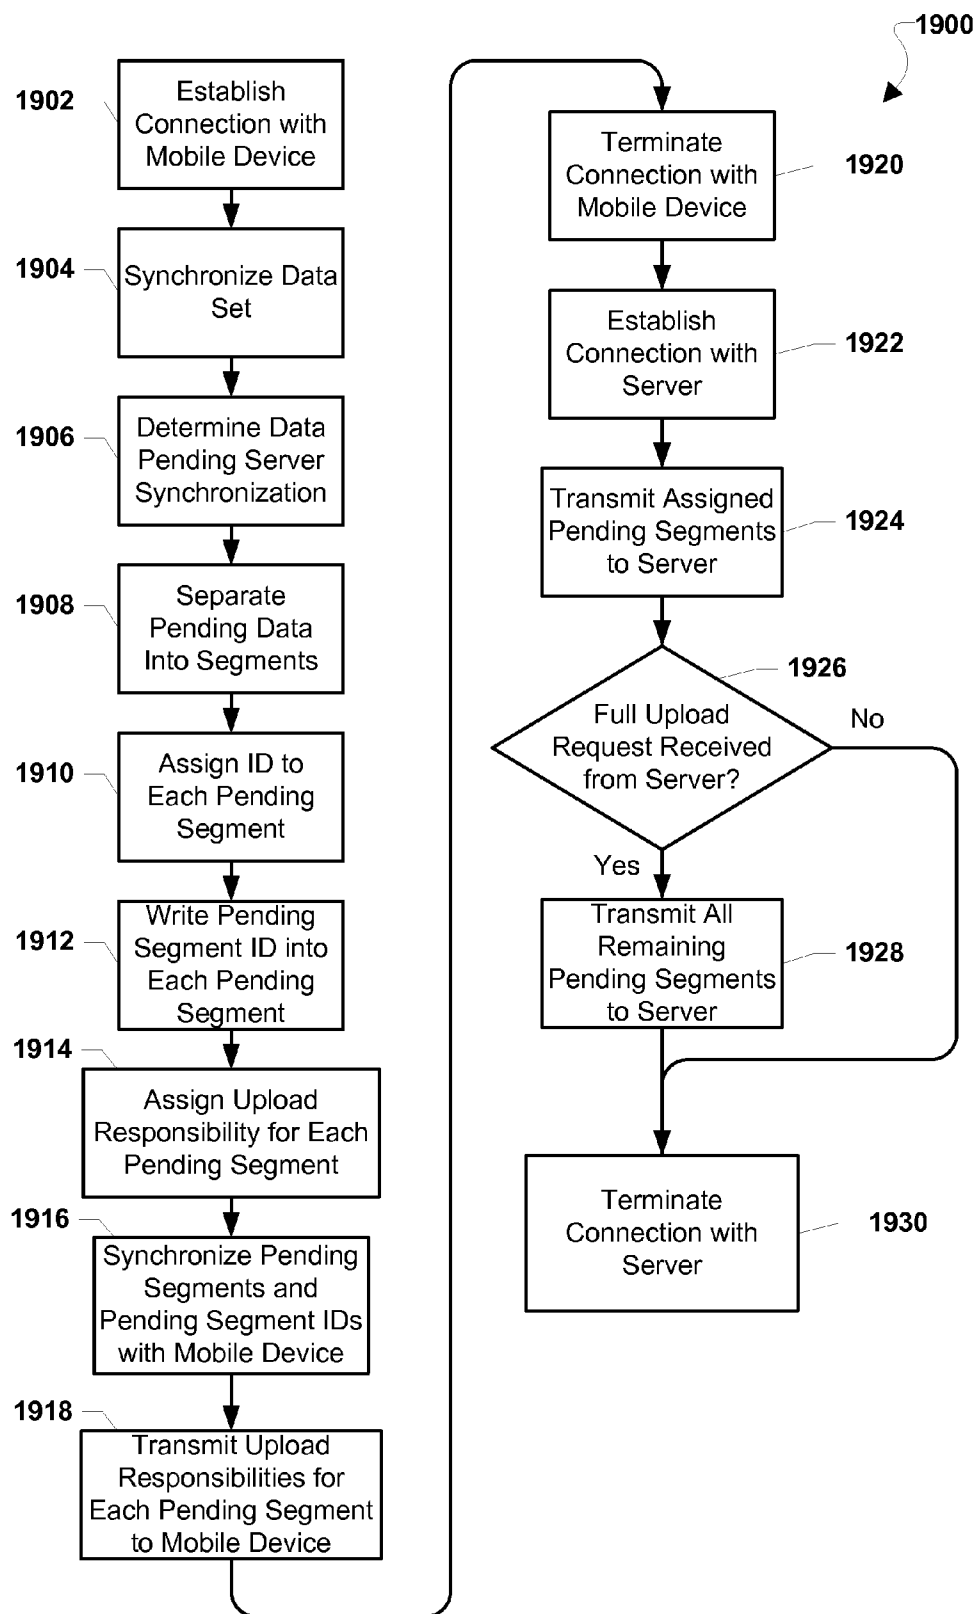 1900
1902
Establish
Connection with
Mobile Device
1904
Synchronize Data
Set
1906
Determine Data
Pending Server
Synchronization
1908
Separate
Pending Data
Into Segments
1910
Assign ID to
Each Pending
Segment
1912
Write Pending
Segment ID into
Each Pending
Segment
1914
Assign Upload
Responsibility for Each
Pending Segment
1916
Synchronize Pending
Segments and
Pending Segment IDs
with Mobile Device
1918
Transmit Upload
Responsibilities for
Each Pending Segment
to Mobile Device
Terminate
Connection with
Mobile Device
1920
Establish
Connection with
Server
1922
Transmit Assigned
Pending Segments
to Server
1924
1926
Full Upload
Request Received
from Server?
No
Yes
Transmit All
Remaining
Pending Segments
to Server
1928
Terminate
Connection with
Server
1930